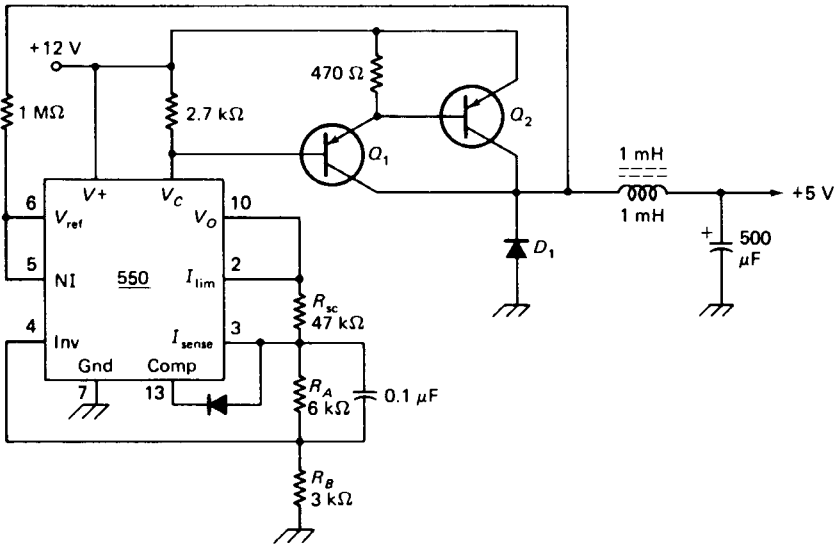 +12 V
1 MΩ
2.7 kΩ
470 Ω
Q1
Q2
1 mH
1 mH
+5 V
+
500
μF
D1
6
V+
VC
10
Vref
VO
5
NI
550
2
Ilim
4
Inv
Isense
3
Gnd
Comp
7
13
Rsc
47 kΩ
RA
6 kΩ
0.1 μF
RB
3 kΩ